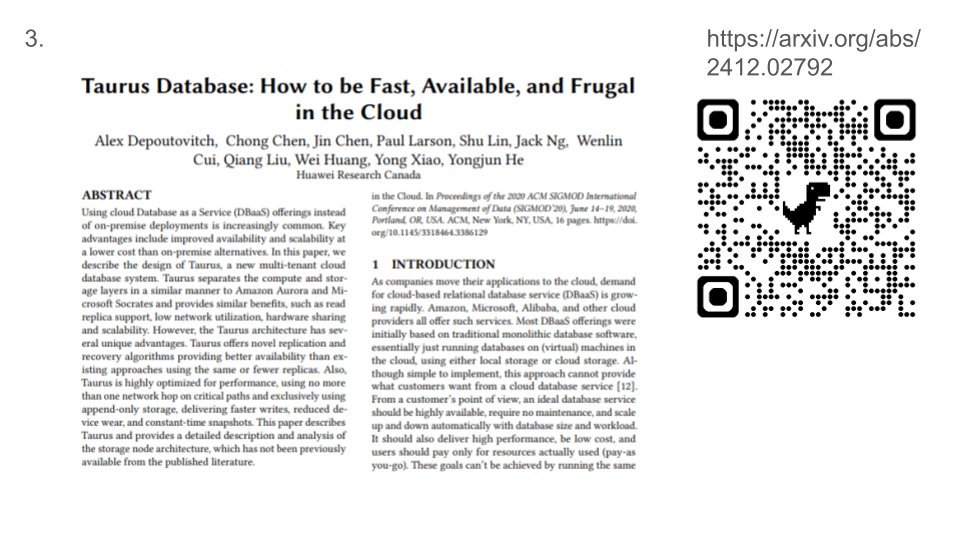 3.
https://arxiv.org/abs/
2412.02792
Taurus Database: How to be Fast, Available, and Frugal
in the Cloud
Alex Depoutovitch, Chong Chen, Jin Chen, Paul Larson, Shu Lin, Jack Ng, Wenlin
Cui, Qiang Liu, Wei Huang, Yong Xiao, Yongjun He
Huawei Research Canada
ABSTRACT
Using cloud Database as a Service (DBaaS) offerings instead
of on-premise deployments is increasingly common. Key
advantages include improved availability and scalability at
a lower cost than on-premise alternatives. In this paper, we
describe the design of Taurus, a new multi-tenant cloud
database system. Taurus separates the compute and stor-
age layers in a similar manner to Amazon Aurora and Mi-
crosoft Socrates and provides similar benefits, such as read
replica support, low network utilization, hardware sharing
and scalability. However, the Taurus architecture has sev-
eral unique advantages. Taurus offers novel replication and
recovery algorithms providing better availability than ex-
isting approaches using the same or fewer replicas. Also,
Taurus is highly optimized for performance, using no more
than one network hop on critical paths and exclusively using
append-only storage, delivering faster writes, reduced de-
vice wear, and constant-time snapshots. This paper describes
Taurus and provides a detailed description and analysis of
the storage node architecture, which has not been previously
available from the published literature.
in the Cloud. In Proceedings of the 2020 ACM SIGMOD International
Conference on Management of Data (SIGMOD'20), June 14–19, 2020,
Portland, OR, USA. ACM, New York, NY, USA, 16 pages. https://doi.
org/10.1145/3318464.3386129
1 INTRODUCTION
As companies move their applications to the cloud, demand
for cloud-based relational database service (DBaaS) is grow-
ing rapidly. Amazon, Microsoft, Alibaba, and other cloud
providers all offer such services. Most DBaaS offerings were
initially based on traditional monolithic database software,
essentially just running databases on (virtual) machines in
the cloud, using either local storage or cloud storage. Al-
though simple to implement, this approach cannot provide
what customers want from a cloud database service [12].
From a customer's point of view, an ideal database service
should be highly available, require no maintenance, and scale
up and down automatically with database size and workload.
It should also deliver high performance, be low cost, and
users should pay only for resources actually used (pay-as
you-go). These goals can't be achieved by running the same